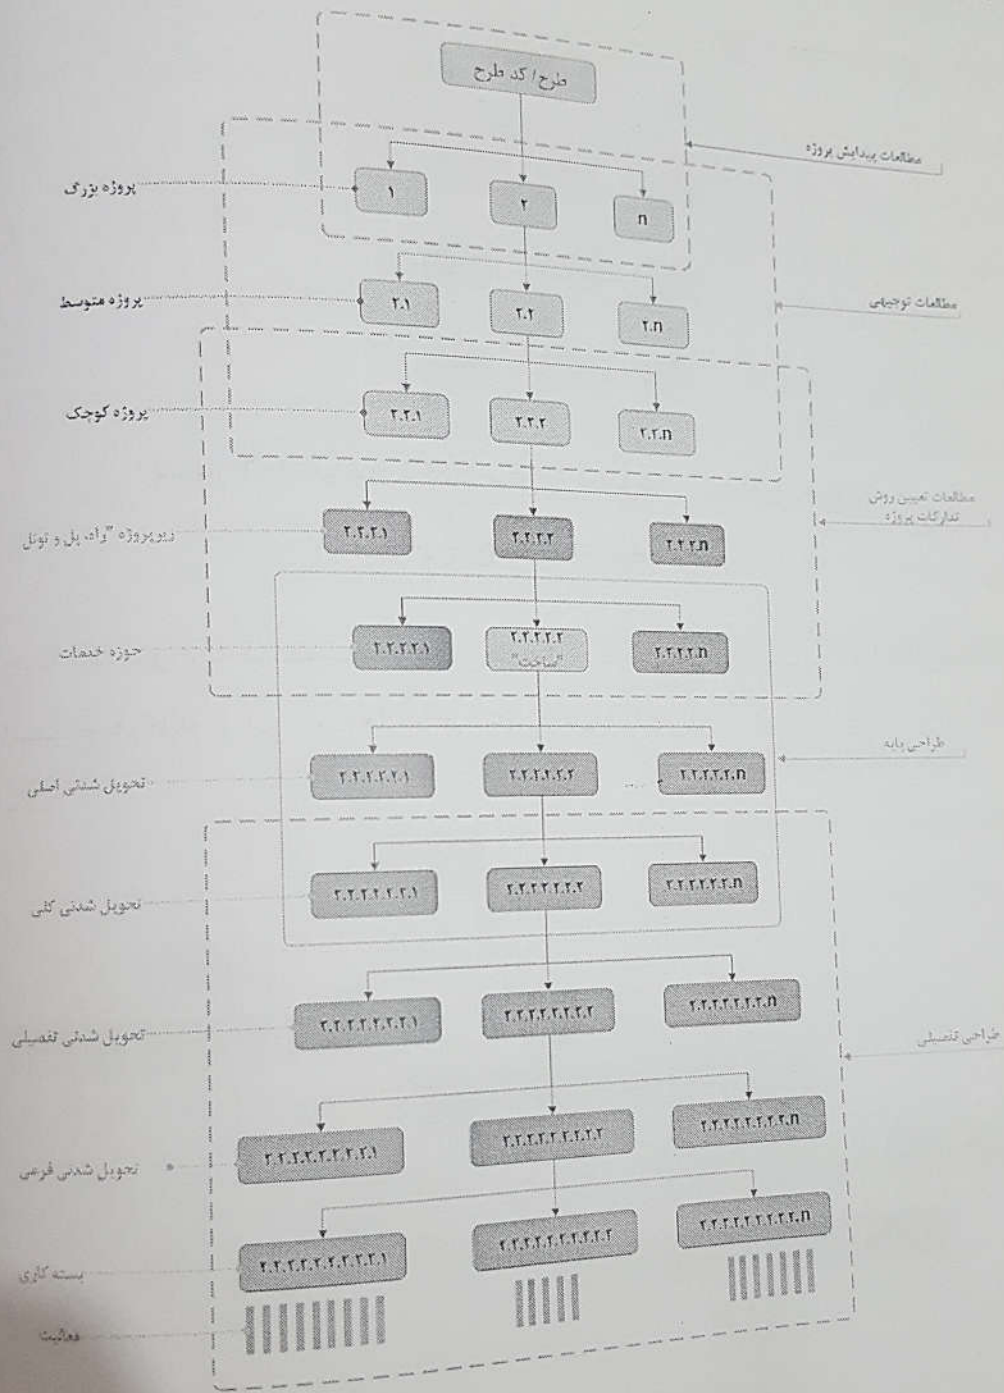 طرح / کد طرح
مطالعات پیدایش پروژه
پروژه بزرگ
۱
۲
n
پروژه متوسط
۲.۱
۲.۲
۲.n
مطالعات توجیهی
پروژه کوچک
۲.۲.۱
۲.۲.۲
۲.۲.n
مطالعات تعیین روش
تدارکات پروژه
زیرپروژه "راه، پل و تونل
۲.۲.۲.۱
۲.۲.۲.۲
۲.۲.۲.n
حوزه خدمات
۲.۲.۲.۲.۱
۲.۲.۲.۲.۲
"ساخت"
۲.۲.۲.۲.n
طراحی پایه
تحویل شدنی اصلی
۲.۲.۲.۲.۲.۱
۲.۲.۲.۲.۲.۲
....
۲.۲.۲.۲.۲.n
تحویل شدنی کلی
۲.۲.۲.۲.۲.۲.۱
۲.۲.۲.۲.۲.۲.۲
۲.۲.۲.۲.۲.۲.n
تحویل شدنی تفصیلی
۲.۲.۲.۲.۲.۲.۲.۱
۲.۲.۲.۲.۲.۲.۲.۲
۲.۲.۲.۲.۲.۲.۲.n
طراحی تفصیلی
تحویل شدنی فرعی
۲.۲.۲.۲.۲.۲.۲.۲.۱
۲.۲.۲.۲.۲.۲.۲.۲.۲
۲.۲.۲.۲.۲.۲.۲.۲.n
بسته کاری
۲.۲.۲.۲.۲.۲.۲.۲.۲.۱
۲.۲.۲.۲.۲.۲.۲.۲.۲.۲
۲.۲.۲.۲.۲.۲.۲.۲.۲.n
فعالیت